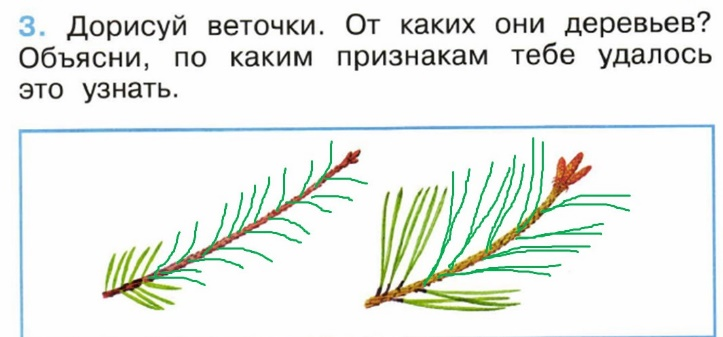 3. Дорисуй веточки. От каких они деревьев?
Объясни, по каким признакам тебе удалось
это узнать.